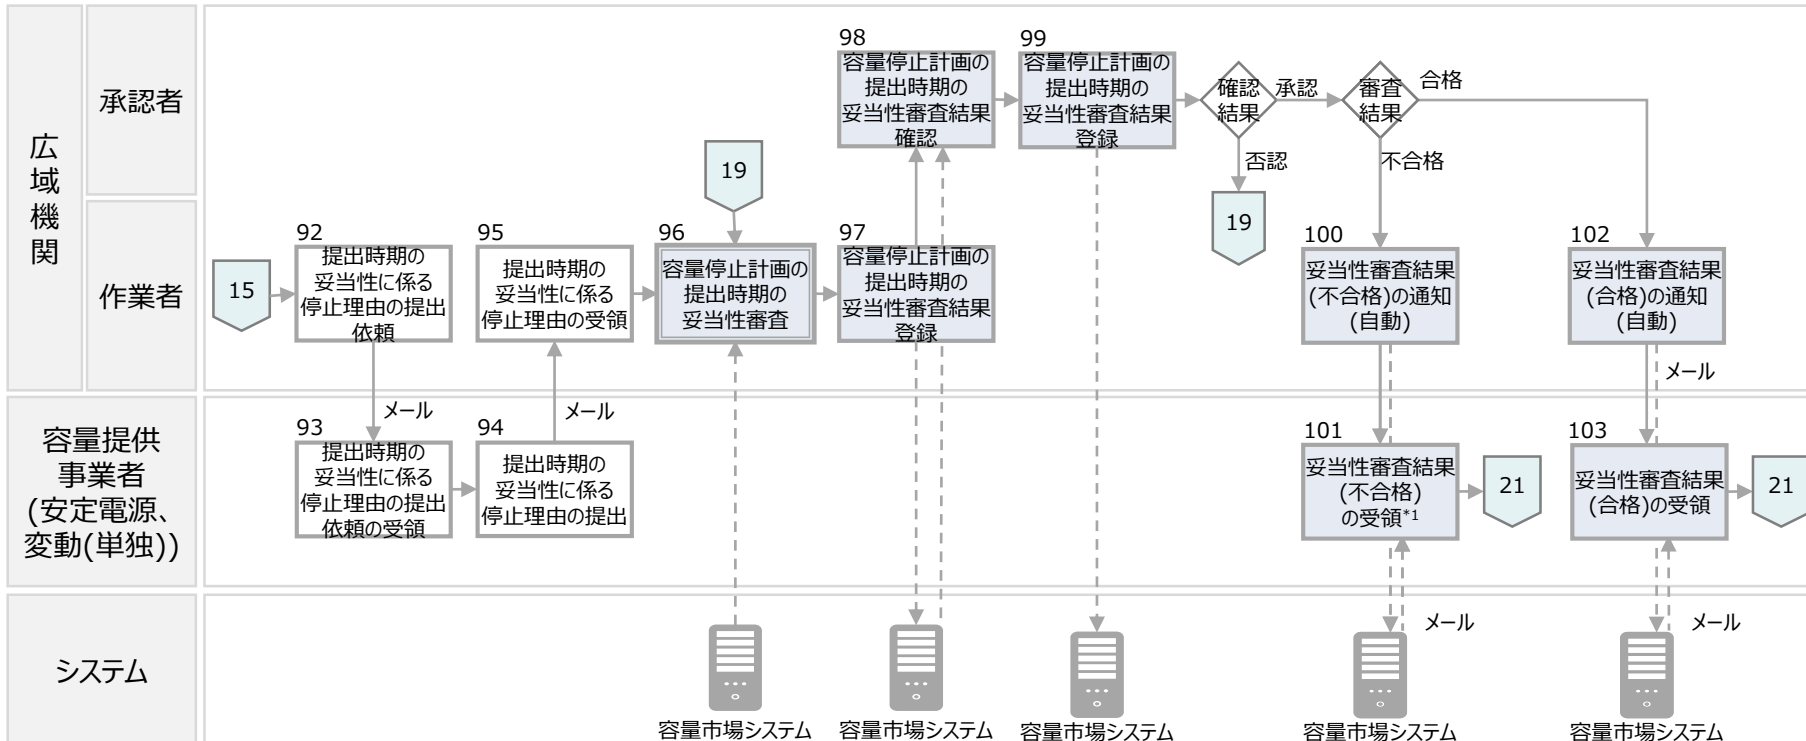 広域機関
承認者
98
容量停止計画の
提出時期の
妥当性審査結果
確認
99
容量停止計画の
提出時期の
妥当性審査結果
登録
確認
結果
承認
審査
結果
合格
否認
不合格
19
19
作業者
15
92
提出時期の
妥当性に係る
停止理由の提出
依頼
95
提出時期の
妥当性に係る
停止理由の受領
96
容量停止計画の
提出時期の
妥当性審査
97
容量停止計画の
提出時期の
妥当性審査結果
登録
100
妥当性審査結果
(不合格)の通知
(自動)
102
妥当性審査結果
(合格)の通知
(自動)
メール
メール
メール
容量提供
事業者
(安定電源、
変動(単独))
93
提出時期の
妥当性に係る
停止理由の提出
依頼の受領
94
提出時期の
妥当性に係る
停止理由の提出
101
妥当性審査結果
(不合格)
の受領*1
21
103
妥当性審査結果
(合格)の受領
21
システム
メール
メール
容量市場システム
容量市場システム
容量市場システム
容量市場システム
容量市場システム